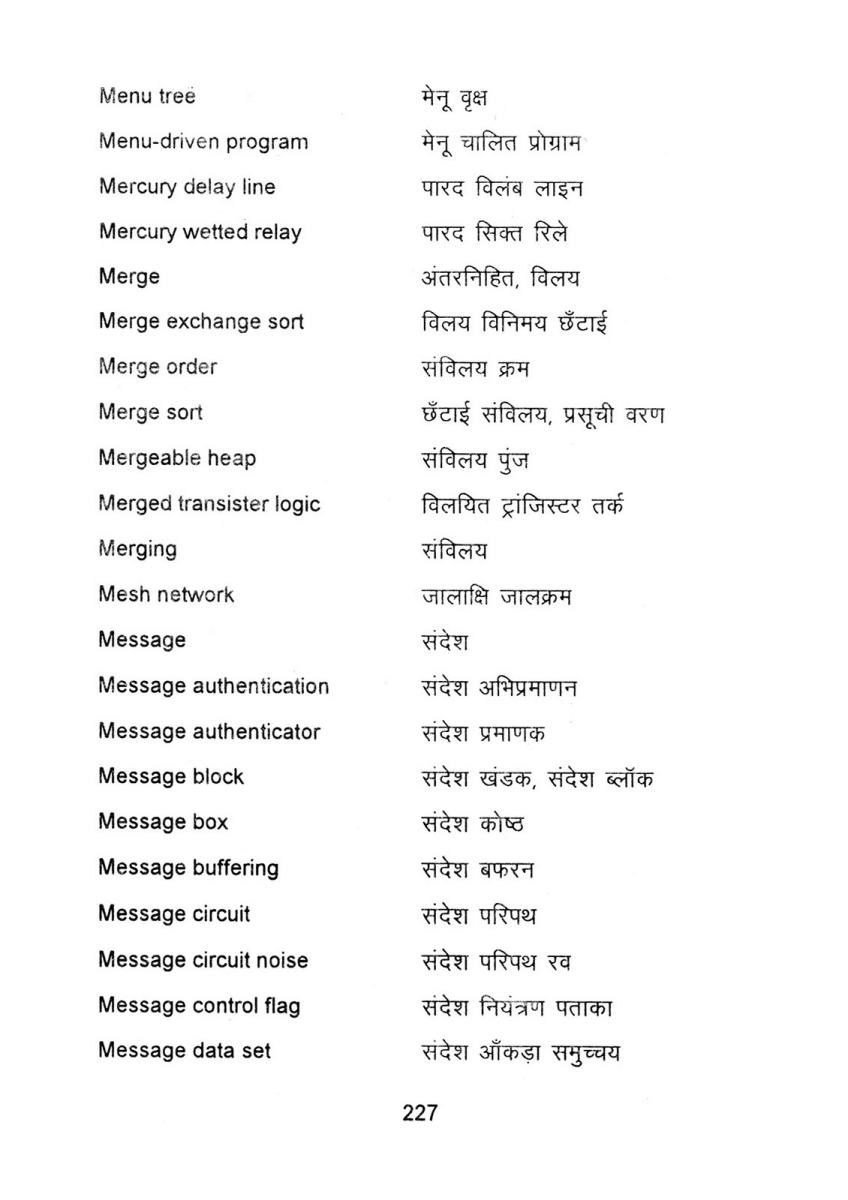 Menu tree मेनू वृक्ष
Menu-driven program मेनू चालित प्रोग्राम
Mercury delay line पारद विलंब लाइन
Mercury wetted relay पारद सिक्त रिले
Merge अंतरनिहित, विलय
Merge exchange sort विलय विनिमय छँटाई
Merge order संविलय क्रम
Merge sort छँटाई संविलय, प्रसूची वरण
Mergeable heap संविलय पुंज
Merged transister logic विलयित ट्रांजिस्टर तर्क
Merging संविलय
Mesh network जालाक्षि जालक्रम
Message संदेश
Message authentication संदेश अभिप्रमाणन
Message authenticator संदेश प्रमाणक
Message block संदेश खंडक, संदेश ब्लॉक
Message box संदेश कोष्ठ
Message buffering संदेश बफरन
Message circuit संदेश परिपथ
Message circuit noise संदेश परिपथ रव
Message control flag संदेश नियंत्रण पताका
Message data set संदेश आँकड़ा समुच्चय
227